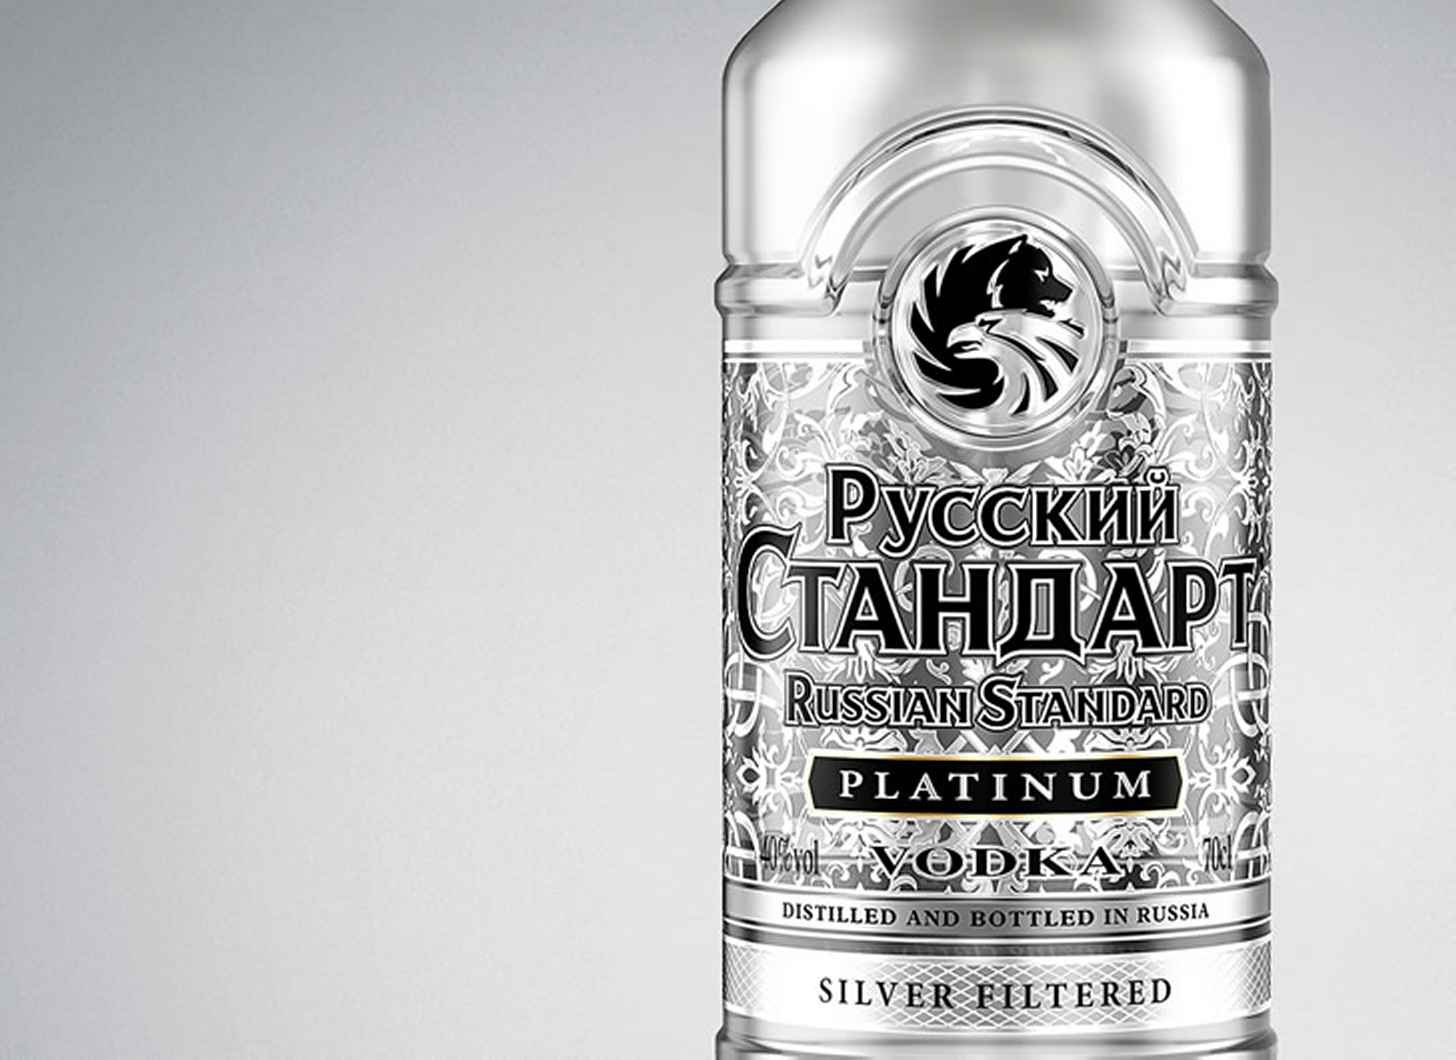 Русский
Стандарт
Russian Standard
PLATINUM
40%vol VODKA 70cl
DISTILLED AND BOTTLED IN RUSSIA
SILVER FILTERED